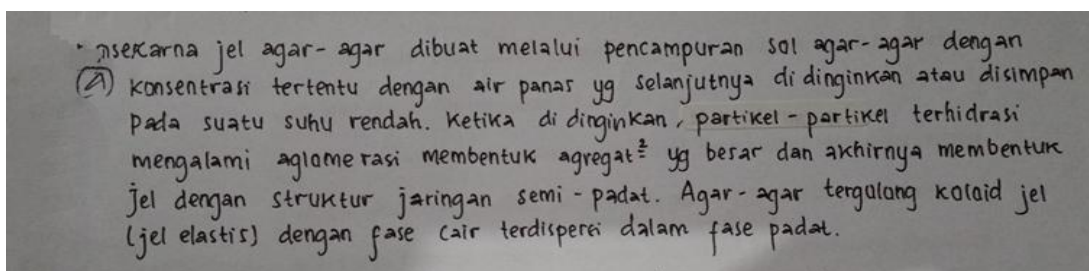 jel agar-agar dibuat melalui pencampuran sol agar-agar dengan
(A) konsentrasi tertentu dengan air panas yg selanjutnya di dinginkan atau disimpan
pada suatu suhu rendah. Ketika di dinginkan, partikel-partikel terhidrasi
mengalami aglomerasi membentuk agregat² yg besar dan akhirnya membentuk
jel dengan struktur jaringan semi-padat. Agar-agar tergolong koloid jel
(jel elastis) dengan fase cair terdispersi dalam fase padat.